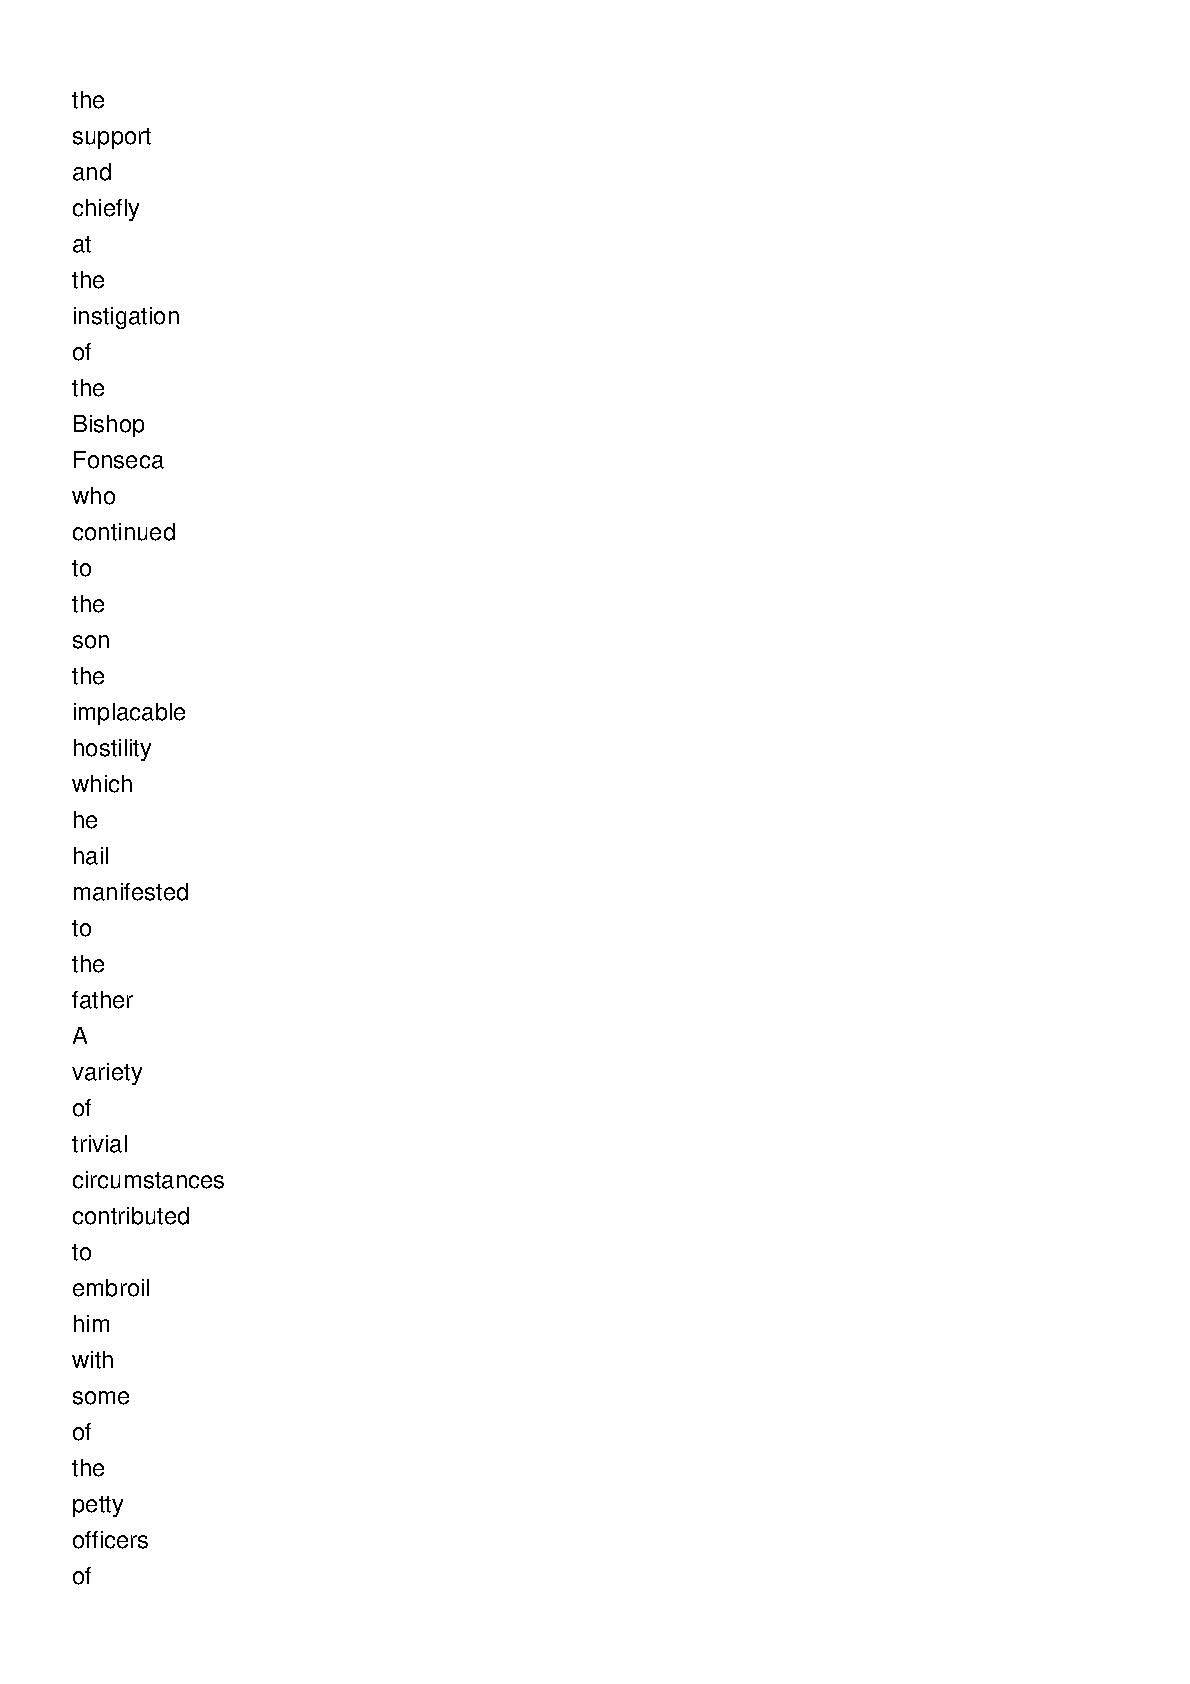 the
support
and
chiefly
at
the
instigation
of
the
Bishop
Fonseca
who
continued
to
the
son
the
implacable
hostility
which
he
hail
manifested
to
the
father
A
variety
of
trivial
circumstances
contributed
to
embroil
him
with
some
of
the
petty
officers
of